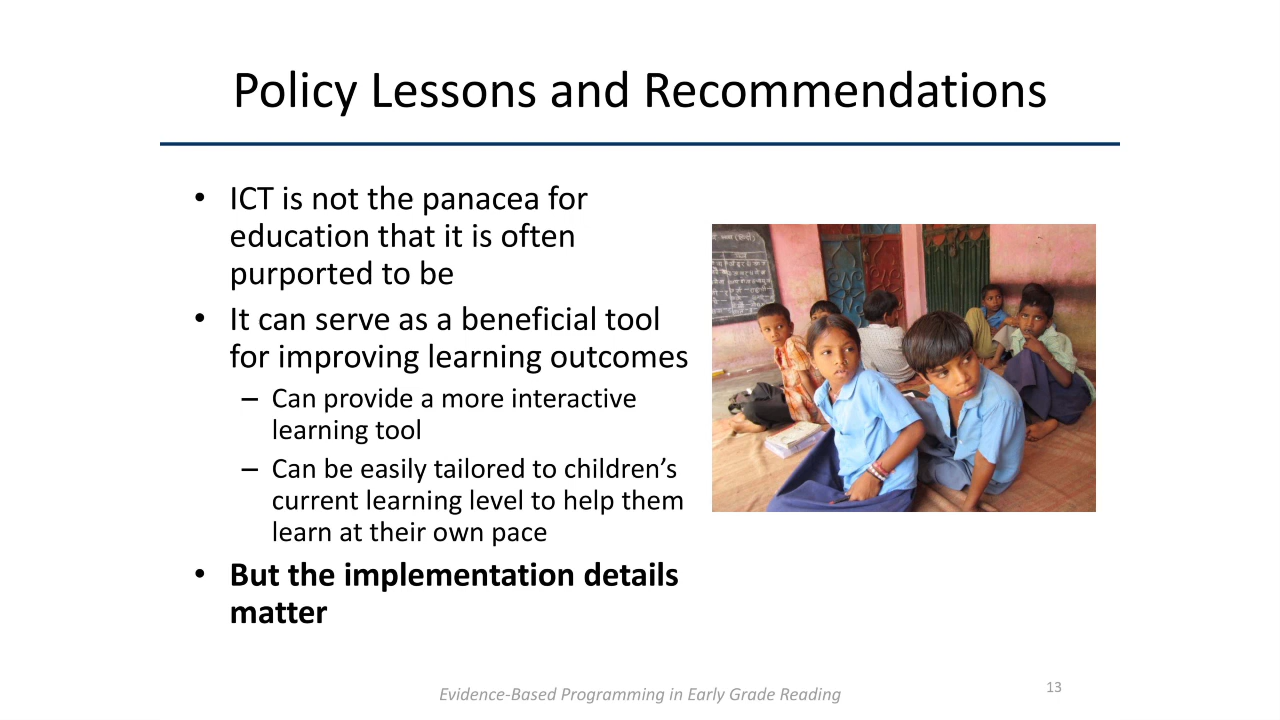 Policy Lessons and Recommendations
• ICT is not the panacea for
education that it is often
purported to be
• It can serve as a beneficial tool
for improving learning outcomes
– Can provide a more interactive
learning tool
– Can be easily tailored to children’s
current learning level to help them
learn at their own pace
• But the implementation details
matter
Evidence-Based Programming in Early Grade Reading
13